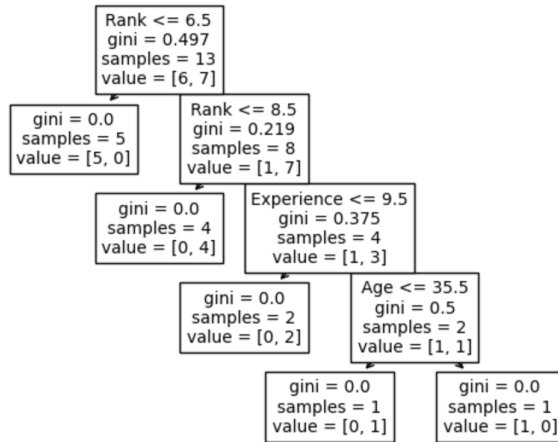 Rank <= 6.5
gini = 0.497
samples = 13
value = [6, 7]
gini = 0.0
samples = 5
value = [5, 0]
Rank <= 8.5
gini = 0.219
samples = 8
value = [1, 7]
gini = 0.0
samples = 4
value = [0, 4]
Experience <= 9.5
gini = 0.375
samples = 4
value = [1, 3]
gini = 0.0
samples = 2
value = [0, 2]
Age <= 35.5
gini = 0.5
samples = 2
value = [1, 1]
gini = 0.0
samples = 1
value = [0, 1]
gini = 0.0
samples = 1
value = [1, 0]